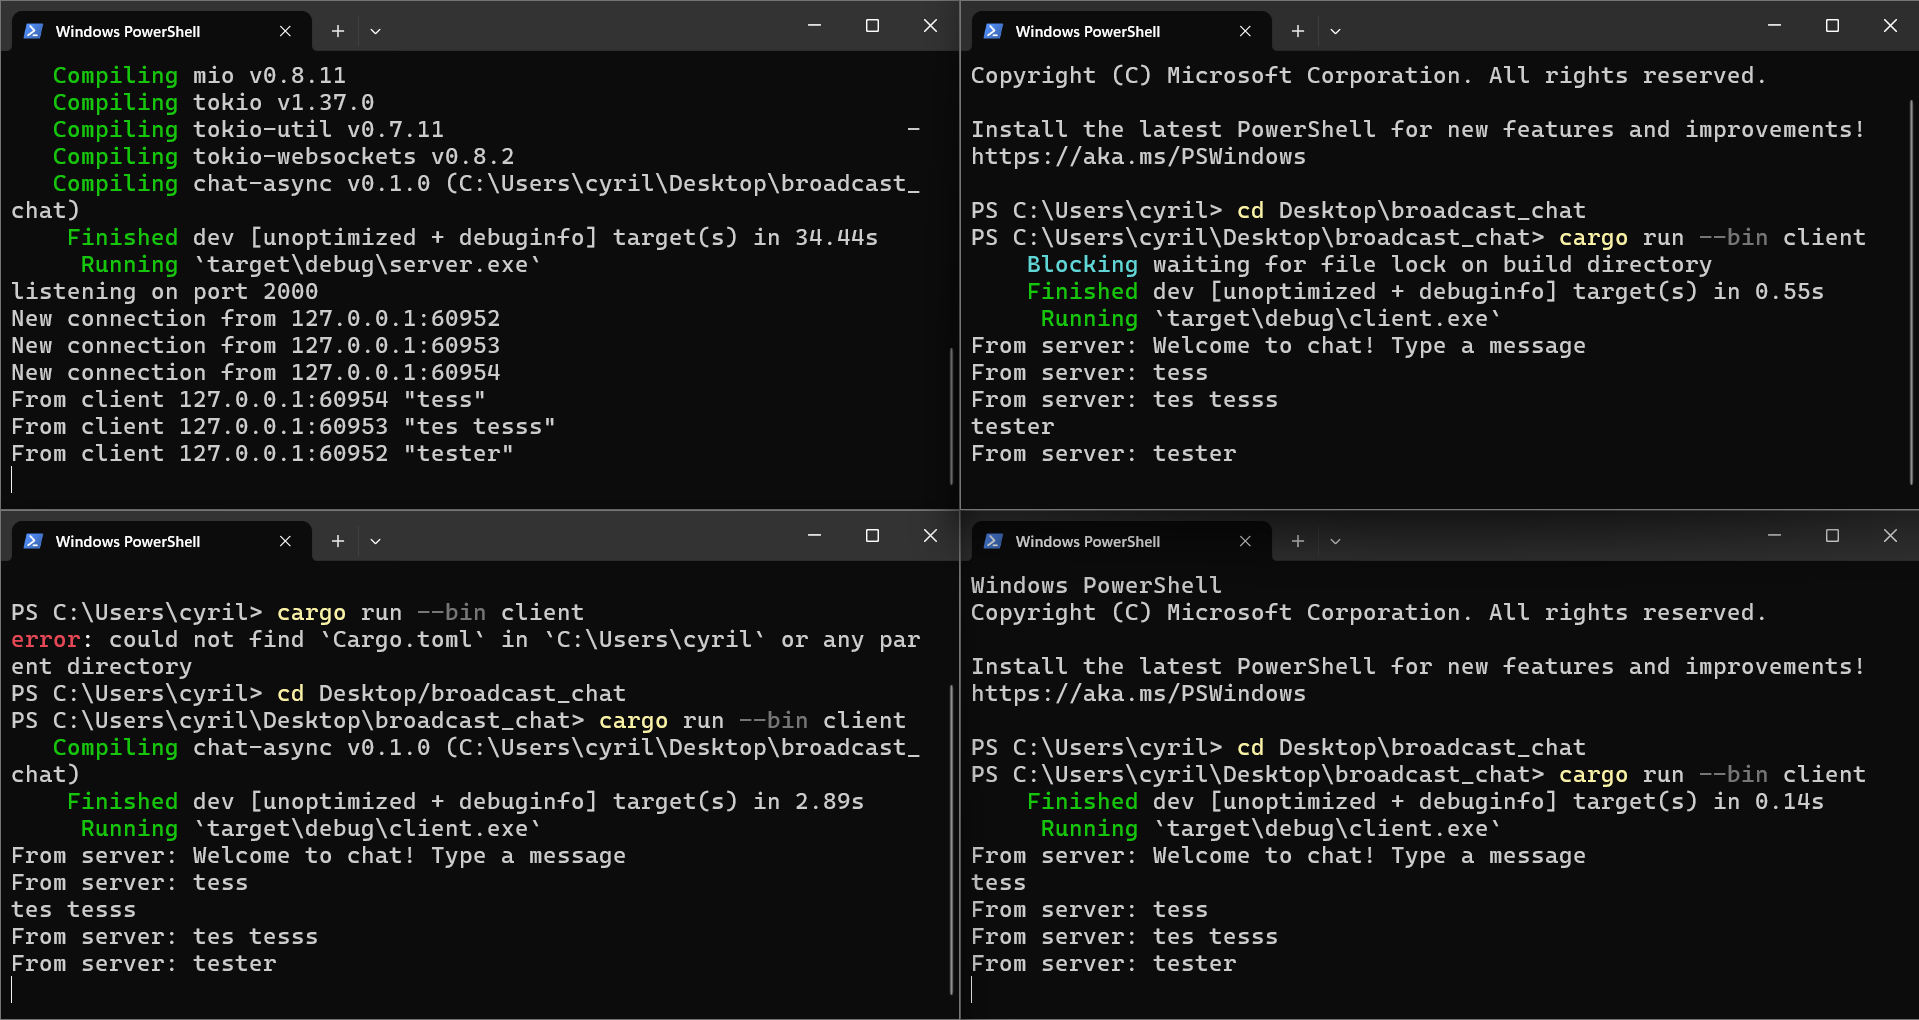 Windows PowerShell
   Compiling mio v0.8.11
   Compiling tokio v1.37.0
   Compiling tokio-util v0.7.11
   Compiling tokio-websockets v0.8.2
   Compiling chat-async v0.1.0 (C:\Users\cyril\Desktop\broadcast_
chat)
    Finished dev [unoptimized + debuginfo] target(s) in 34.44s
     Running `target\debug\server.exe`
listening on port 2000
New connection from 127.0.0.1:60952
New connection from 127.0.0.1:60953
New connection from 127.0.0.1:60954
From client 127.0.0.1:60954 "tess"
From client 127.0.0.1:60953 "tes tesss"
From client 127.0.0.1:60952 "tester"
Windows PowerShell
Copyright (C) Microsoft Corporation. All rights reserved.
Install the latest PowerShell for new features and improvements!
https://aka.ms/PSWindows
PS C:\Users\cyril> cd Desktop\broadcast_chat
PS C:\Users\cyril\Desktop\broadcast_chat> cargo run --bin client
    Blocking waiting for file lock on build directory
    Finished dev [unoptimized + debuginfo] target(s) in 0.55s
     Running `target\debug\client.exe`
From server: Welcome to chat! Type a message
From server: tess
From server: tes tesss
tester
From server: tester
Windows PowerShell
PS C:\Users\cyril> cargo run --bin client
error: could not find `Cargo.toml` in `C:\Users\cyril` or any par
ent directory
PS C:\Users\cyril> cd Desktop/broadcast_chat
PS C:\Users\cyril\Desktop\broadcast_chat> cargo run --bin client
   Compiling chat-async v0.1.0 (C:\Users\cyril\Desktop\broadcast_
chat)
    Finished dev [unoptimized + debuginfo] target(s) in 2.89s
     Running `target\debug\client.exe`
From server: Welcome to chat! Type a message
From server: tess
tes tesss
From server: tes tesss
From server: tester
Windows PowerShell
Windows PowerShell
Copyright (C) Microsoft Corporation. All rights reserved.
Install the latest PowerShell for new features and improvements!
https://aka.ms/PSWindows
PS C:\Users\cyril> cd Desktop\broadcast_chat
PS C:\Users\cyril\Desktop\broadcast_chat> cargo run --bin client
    Finished dev [unoptimized + debuginfo] target(s) in 0.14s
     Running `target\debug\client.exe`
From server: Welcome to chat! Type a message
tess
From server: tess
From server: tes tesss
From server: tester